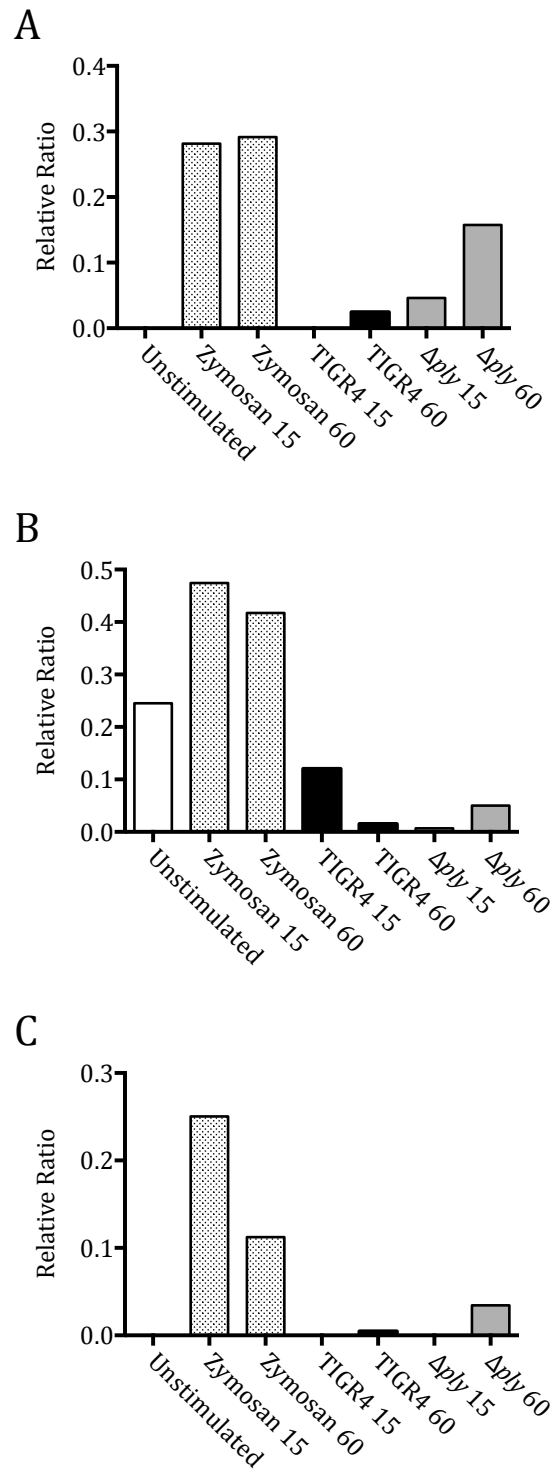 A
Relative Ratio
0.4
0.3
0.2
0.1
0.0
Unstimulated
Zymosan 15
Zymosan 60
TIGR4 15
TIGR4 60
Δply 15
Δply 60
B
Relative Ratio
0.5
0.4
0.3
0.2
0.1
0.0
Unstimulated
Zymosan 15
Zymosan 60
TIGR4 15
TIGR4 60
Δply 15
Δply 60
C
Relative Ratio
0.3
0.2
0.1
0.0
Unstimulated
Zymosan 15
Zymosan 60
TIGR4 15
TIGR4 60
Δply 15
Δply 60